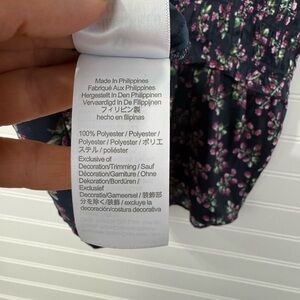 Made In Philippines
Fabriqué Aux Philippines
Hergestellt In Den Philippinen
Vervaardigd In De Filippijnen
フィリピン製
hecho en filipinas
100% Polyester / Polyester /
Polyester / Polyester / ポリエ
ステル / poliéster
Exclusive of
Decoration/Trimming / Sauf
Décoration/Garniture / Ohne
Dekoration/Bordüren /
Exclusief
Decoratie/Garneersel / 装飾部
分を除く/装飾 / excluye la
decoración/costura decorativa